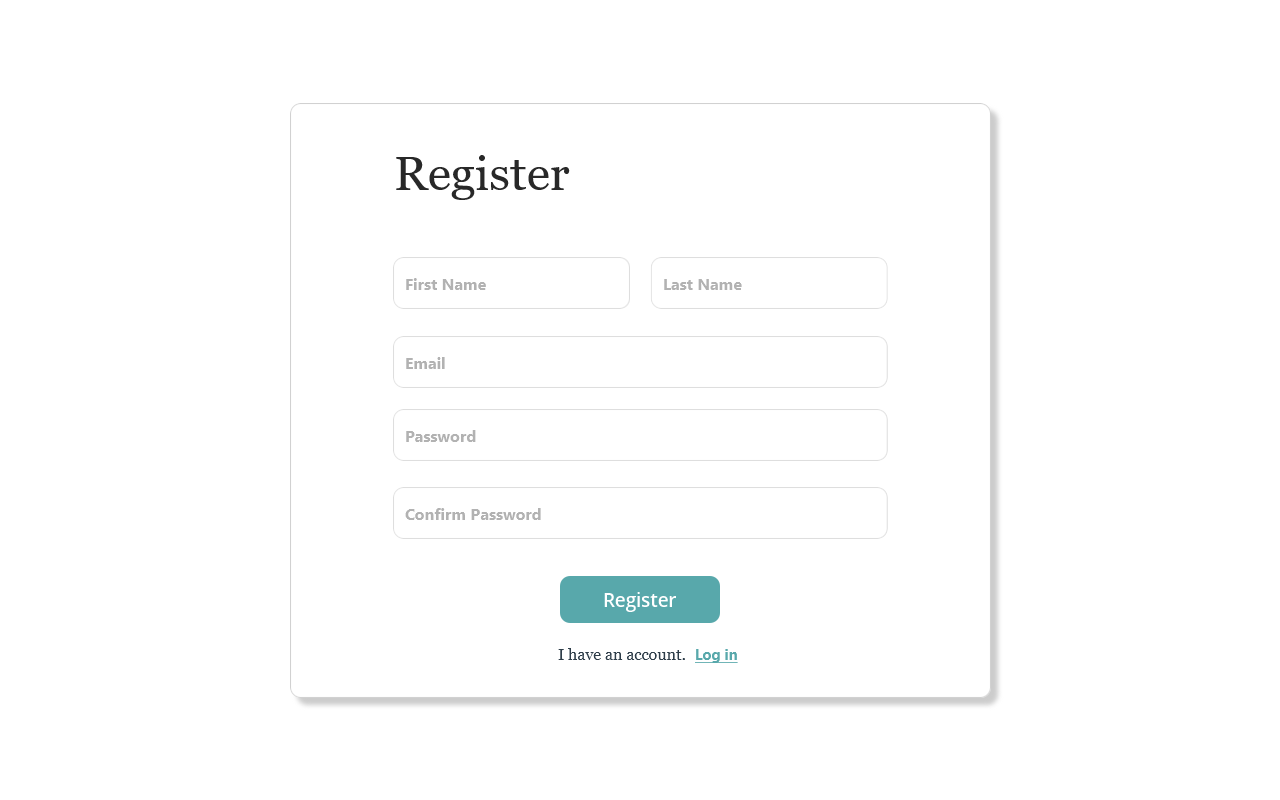 Register
First Name
Last Name
Email
Password
Confirm Password
Register
I have an account. Log in